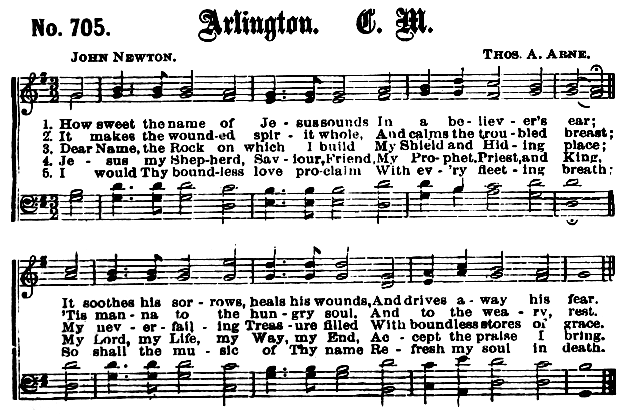 No. 705. Arlington. C. M.
JOHN NEWTON. THOS. A. ARNE.
1. How sweet the name of Je - sus sounds In a be - liev - er's ear;
2. It makes the wound-ed spir - it whole, And calms the trou - bled breast;
3. Dear Name, the Rock on which I build My Shield and Hid - ing place;
4. Je - sus my Shep-herd, Sav - iour, Friend, My Proph-et, Priest, and King,
5. I would Thy bound-less love pro-claim With ev - 'ry fleet - ing breath;
It soothes his sor - rows, heals his wounds, And drives a - way his fear.
'Tis man - na to the hun - gry soul, And to the wea - ry, rest.
My nev - er - fail - ing Treas - ure filled With boundless stores of grace.
My Lord, my Life, my Way, my End, Ac - cept the praise I bring.
So shall the mu - sic of Thy name Re - fresh my soul in death.